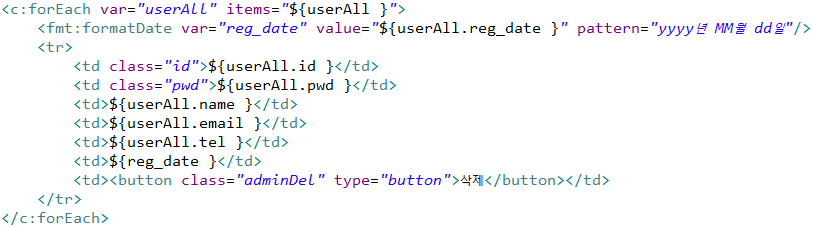 <c:forEach var="userAll" items="${userAll }">
    <fmt:formatDate var="reg_date" value="${userAll.reg_date }" pattern="yyyy년 MM월 dd일"/>
    <tr>
        <td class="id">${userAll.id }</td>
        <td class="pwd">${userAll.pwd }</td>
        <td>${userAll.name }</td>
        <td>${userAll.email }</td>
        <td>${userAll.tel }</td>
        <td>${reg_date }</td>
        <td><button class="adminDel" type="button">삭제</button></td>
    </tr>
</c:forEach>